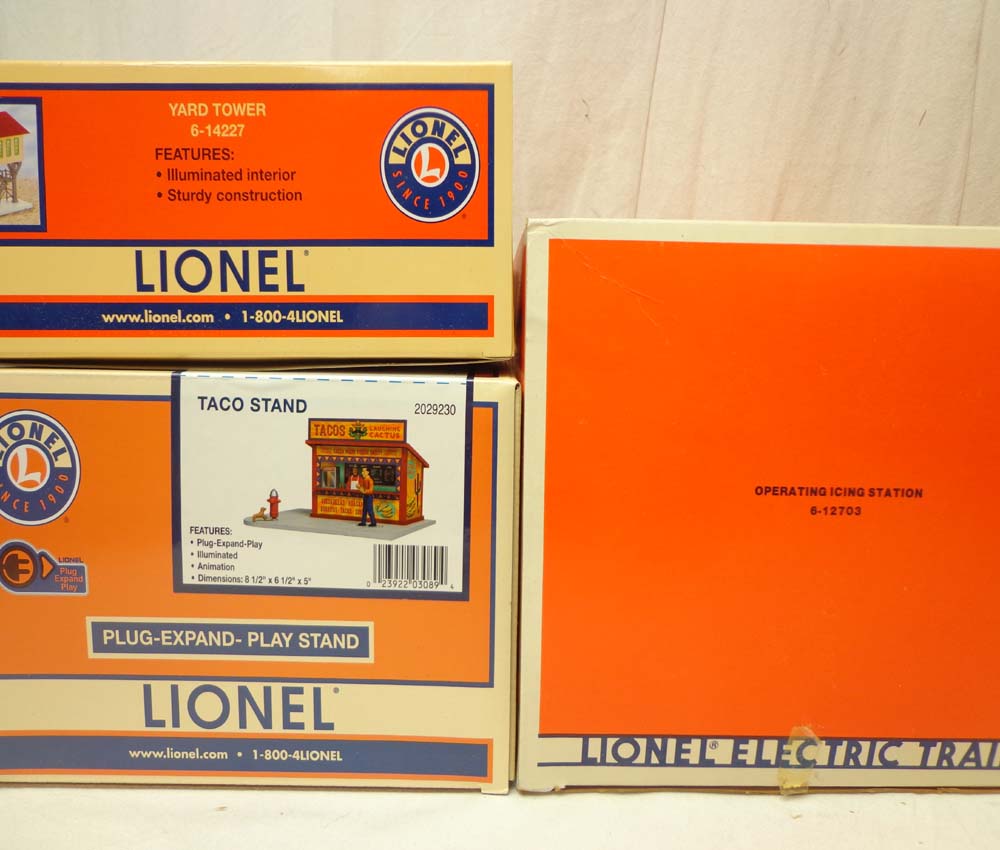 YARD TOWER
6-14227
FEATURES:
• Illuminated interior
• Sturdy construction
LIONEL
L
SINCE 1900
LIONEL®
www.lionel.com • 1-800-4LIONEL
LIONEL
L
SINCE 1900
LIONEL
Plug
Expand
Play
TACO STAND
2029230
TACOS
LAUGHING
CACTUS
FEATURES:
• Plug-Expand-Play
• Illuminated
• Animation
• Dimensions: 8 1/2" x 6 1/2" x 5"
0 23922 03089 4
PLUG-EXPAND- PLAY STAND
LIONEL®
www.lionel.com • 1-800-4LIONEL
OPERATING ICING STATION
6-12703
LIONEL® ELECTRIC TRAI